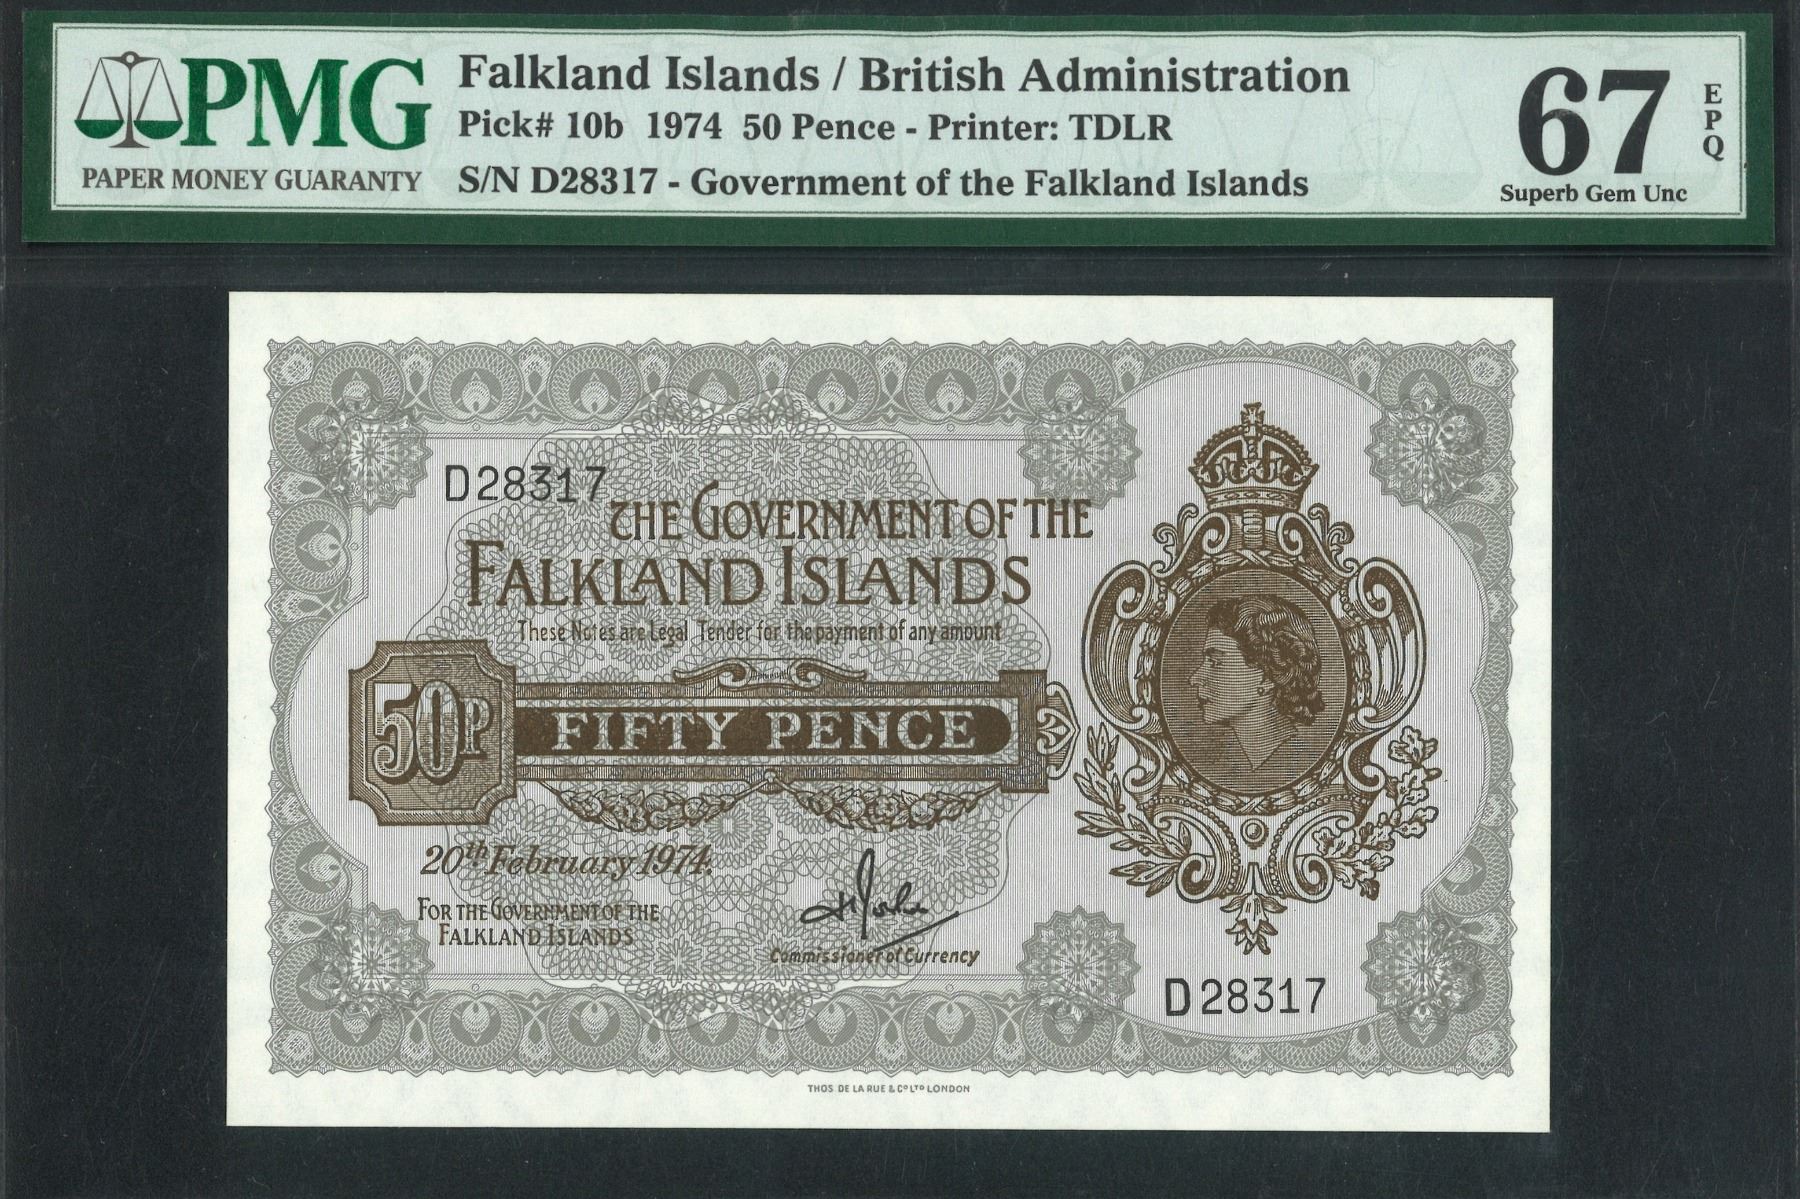 PMG
PAPER MONEY GUARANTY
Falkland Islands / British Administration
Pick# 10b 1974 50 Pence - Printer: TDLR
S/N D28317 - Government of the Falkland Islands
67
EPQ
Superb Gem Unc
D28317
THE GOVERNMENT OF THE
FALKLAND ISLANDS
These Notes are Legal Tender for the payment of any amount
50P
FIFTY PENCE
20th February 1974.
FOR THE GOVERNMENT OF THE
FALKLAND ISLANDS
Commissioner of Currency
D28317
THOS. DE LA RUE & CO LTD LONDON